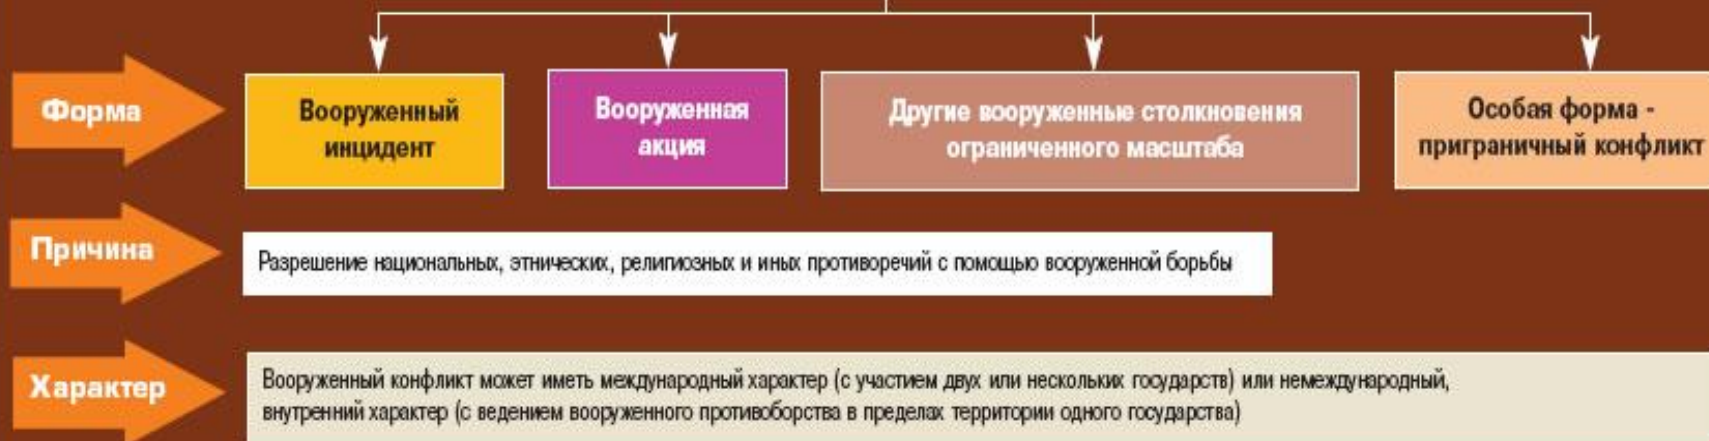 Форма
Вооруженный
инцидент
Вооруженная
акция
Другие вооруженные столкновения
ограниченного масштаба
Особая форма -
приграничный конфликт
Причина
Разрешение национальных, этнических, религиозных и иных противоречий с помощью вооруженной борьбы
Характер
Вооруженный конфликт может иметь международный характер (с участием двух или нескольких государств) или немеждународный,
внутренний характер (с ведением вооруженного противоборства в пределах территории одного государства)